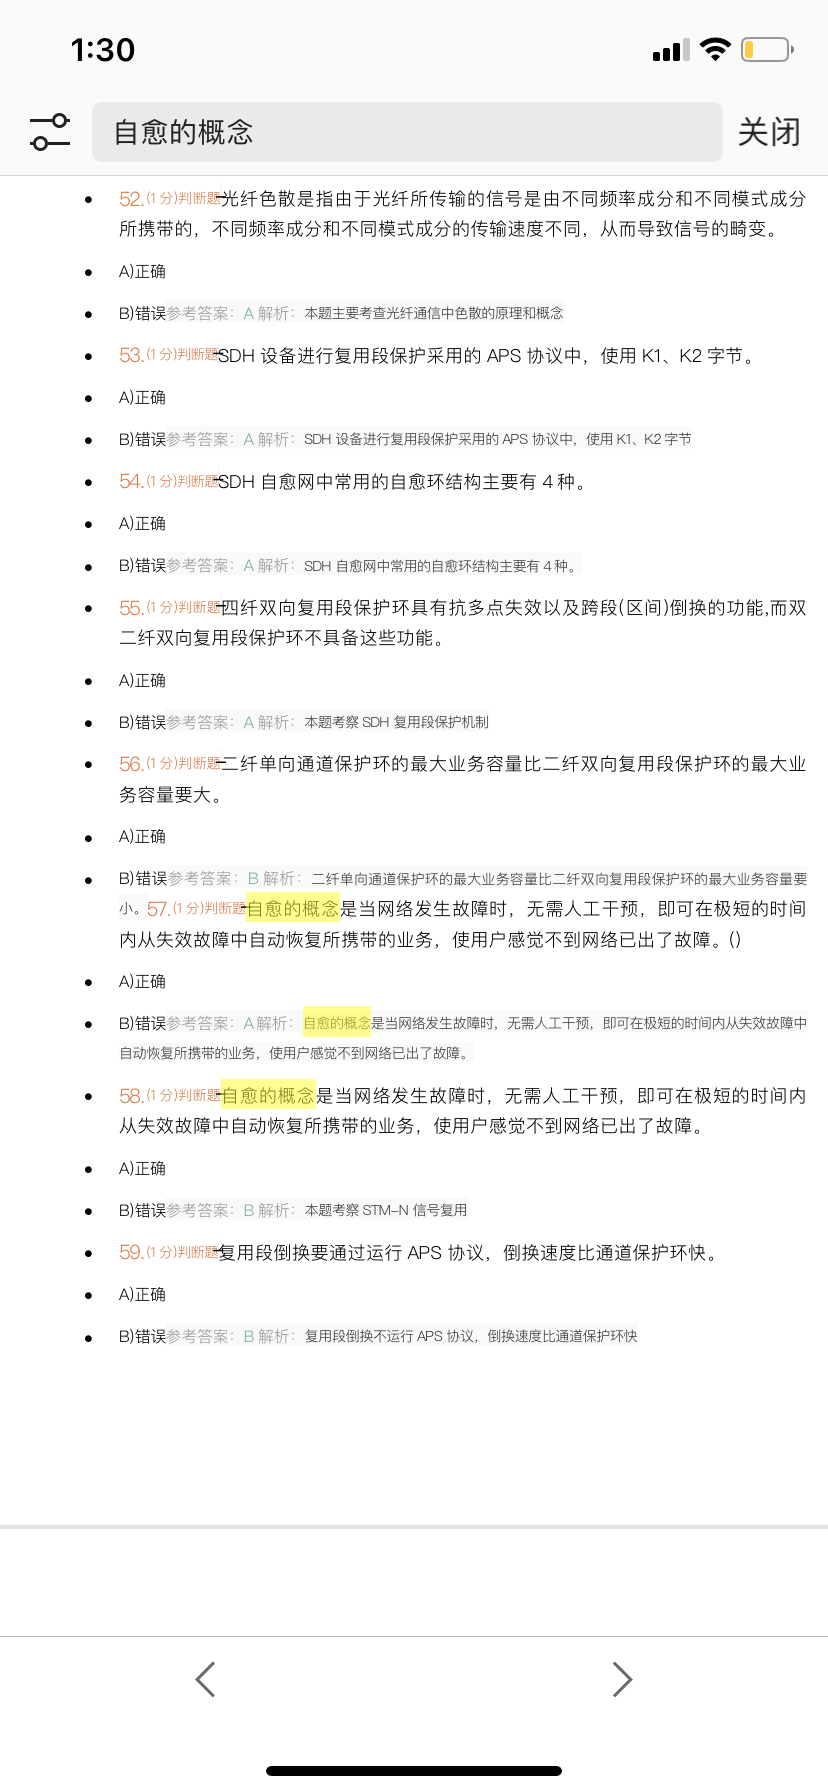 1:30
自愈的概念
关闭
52.(1分)判断题光纤色散是指由于光纤所传输的信号是由不同频率成分和不同模式成分
所携带的，不同频率成分和不同模式成分的传输速度不同，从而导致信号的畸变。
A)正确
B)错误参考答案：A 解析：本题主要考查光纤通信中色散的原理和概念
53.(1分)判断题SDH 设备进行复用段保护采用的 APS 协议中，使用 K1、K2 字节。
A)正确
B)错误参考答案：A 解析：SDH 设备进行复用段保护采用的 APS 协议中，使用 K1、K2 字节
54.(1分)判断题SDH 自愈网中常用的自愈环结构主要有 4 种。
A)正确
B)错误参考答案：A 解析：SDH 自愈网中常用的自愈环结构主要有 4 种。
55.(1分)判断题四纤双向复用段保护环具有抗多点失效以及跨段(区间)倒换的功能,而双
二纤双向复用段保护环不具备这些功能。
A)正确
B)错误参考答案：A 解析：本题考察 SDH 复用段保护机制
56.(1分)判断题二纤单向通道保护环的最大业务容量比二纤双向复用段保护环的最大业
务容量要大。
A)正确
B)错误参考答案：B 解析：二纤单向通道保护环的最大业务容量比二纤双向复用段保护环的最大业务容量要
小。57.(1分)判断题自愈的概念是当网络发生故障时，无需人工干预，即可在极短的时间
内从失效故障中自动恢复所携带的业务，使用户感觉不到网络已出了故障。()
A)正确
B)错误参考答案：A解析：自愈的概念是当网络发生故障时，无需人工干预，即可在极短的时间内从失效故障中
自动恢复所携带的业务，使用户感觉不到网络已出了故障。
58.(1分)判断题自愈的概念是当网络发生故障时，无需人工干预，即可在极短的时间内
从失效故障中自动恢复所携带的业务，使用户感觉不到网络已出了故障。
A)正确
B)错误参考答案：B 解析：本题考察 STM-N 信号复用
59.(1分)判断题复用段倒换要通过运行 APS 协议，倒换速度比通道保护环快。
A)正确
B)错误参考答案：B 解析：复用段倒换不运行 APS 协议，倒换速度比通道保护环快